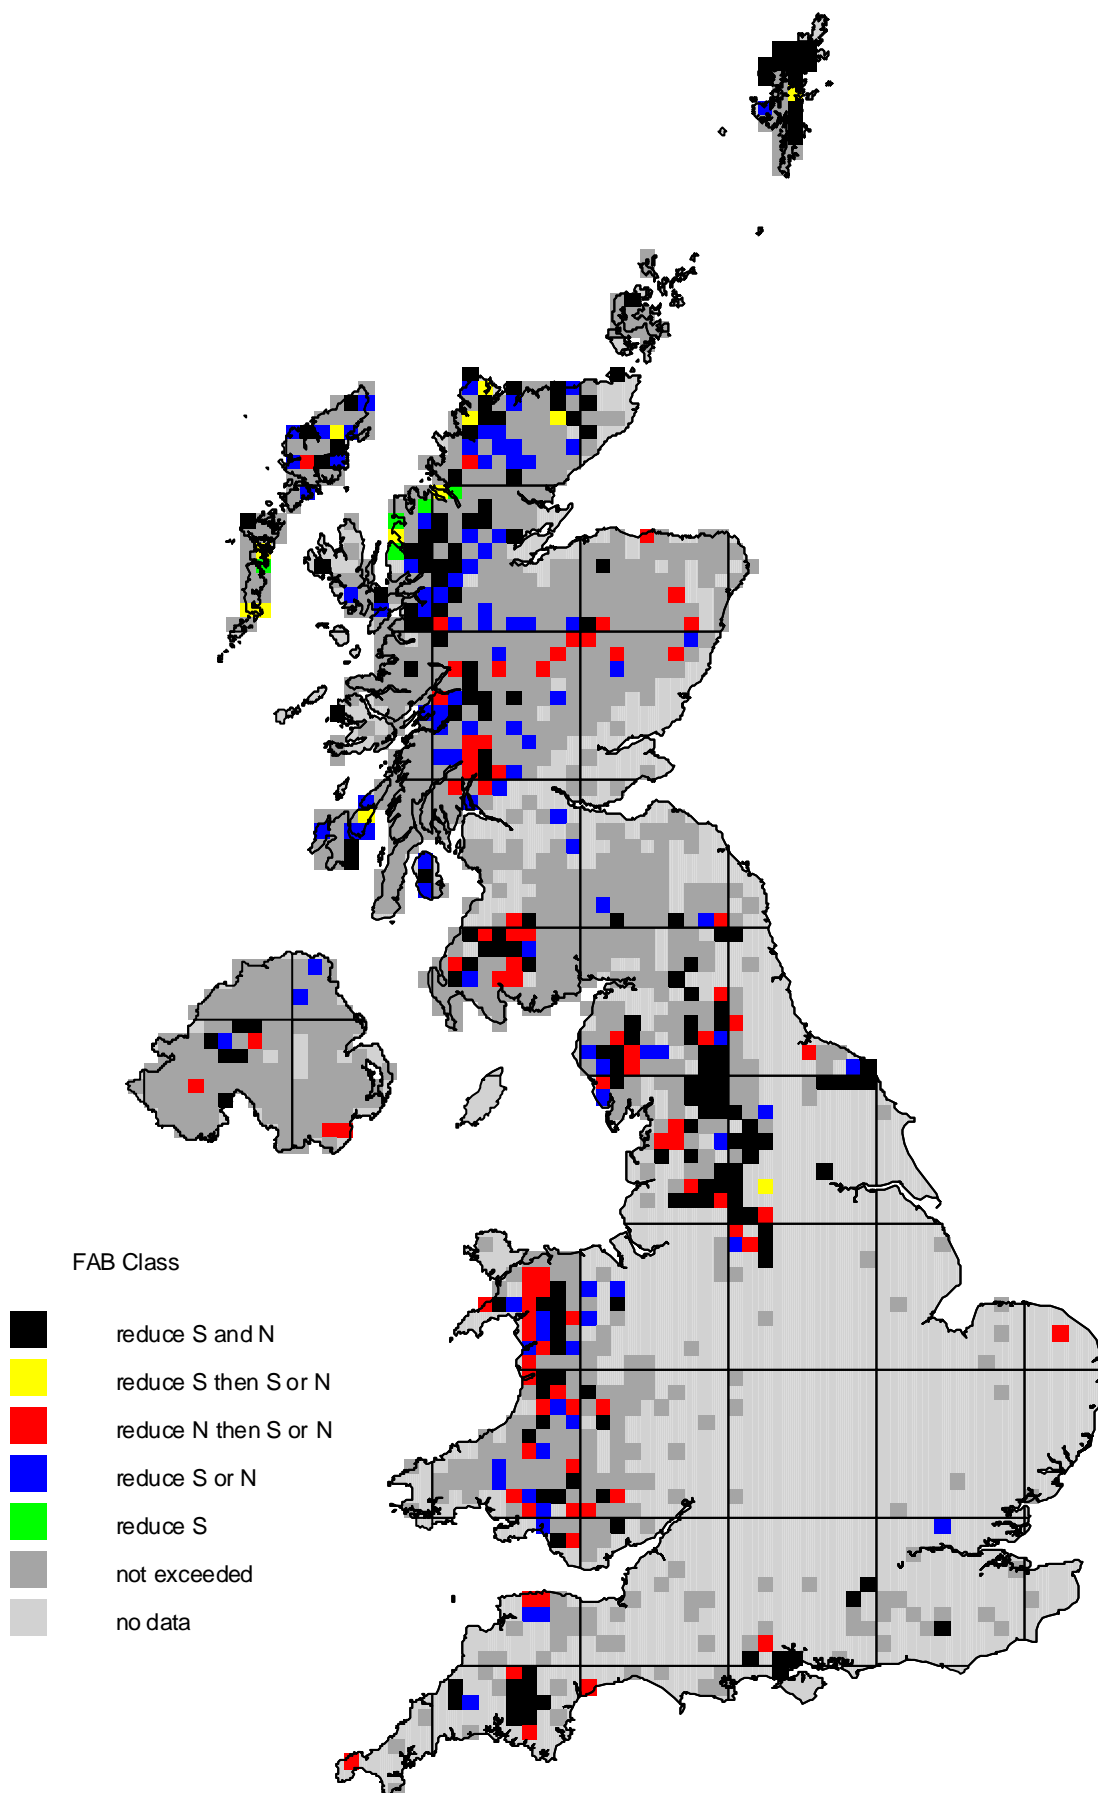 FAB Class
reduce S and N
reduce S then S or N
reduce N then S or N
reduce S or N
reduce S
not exceeded
no data